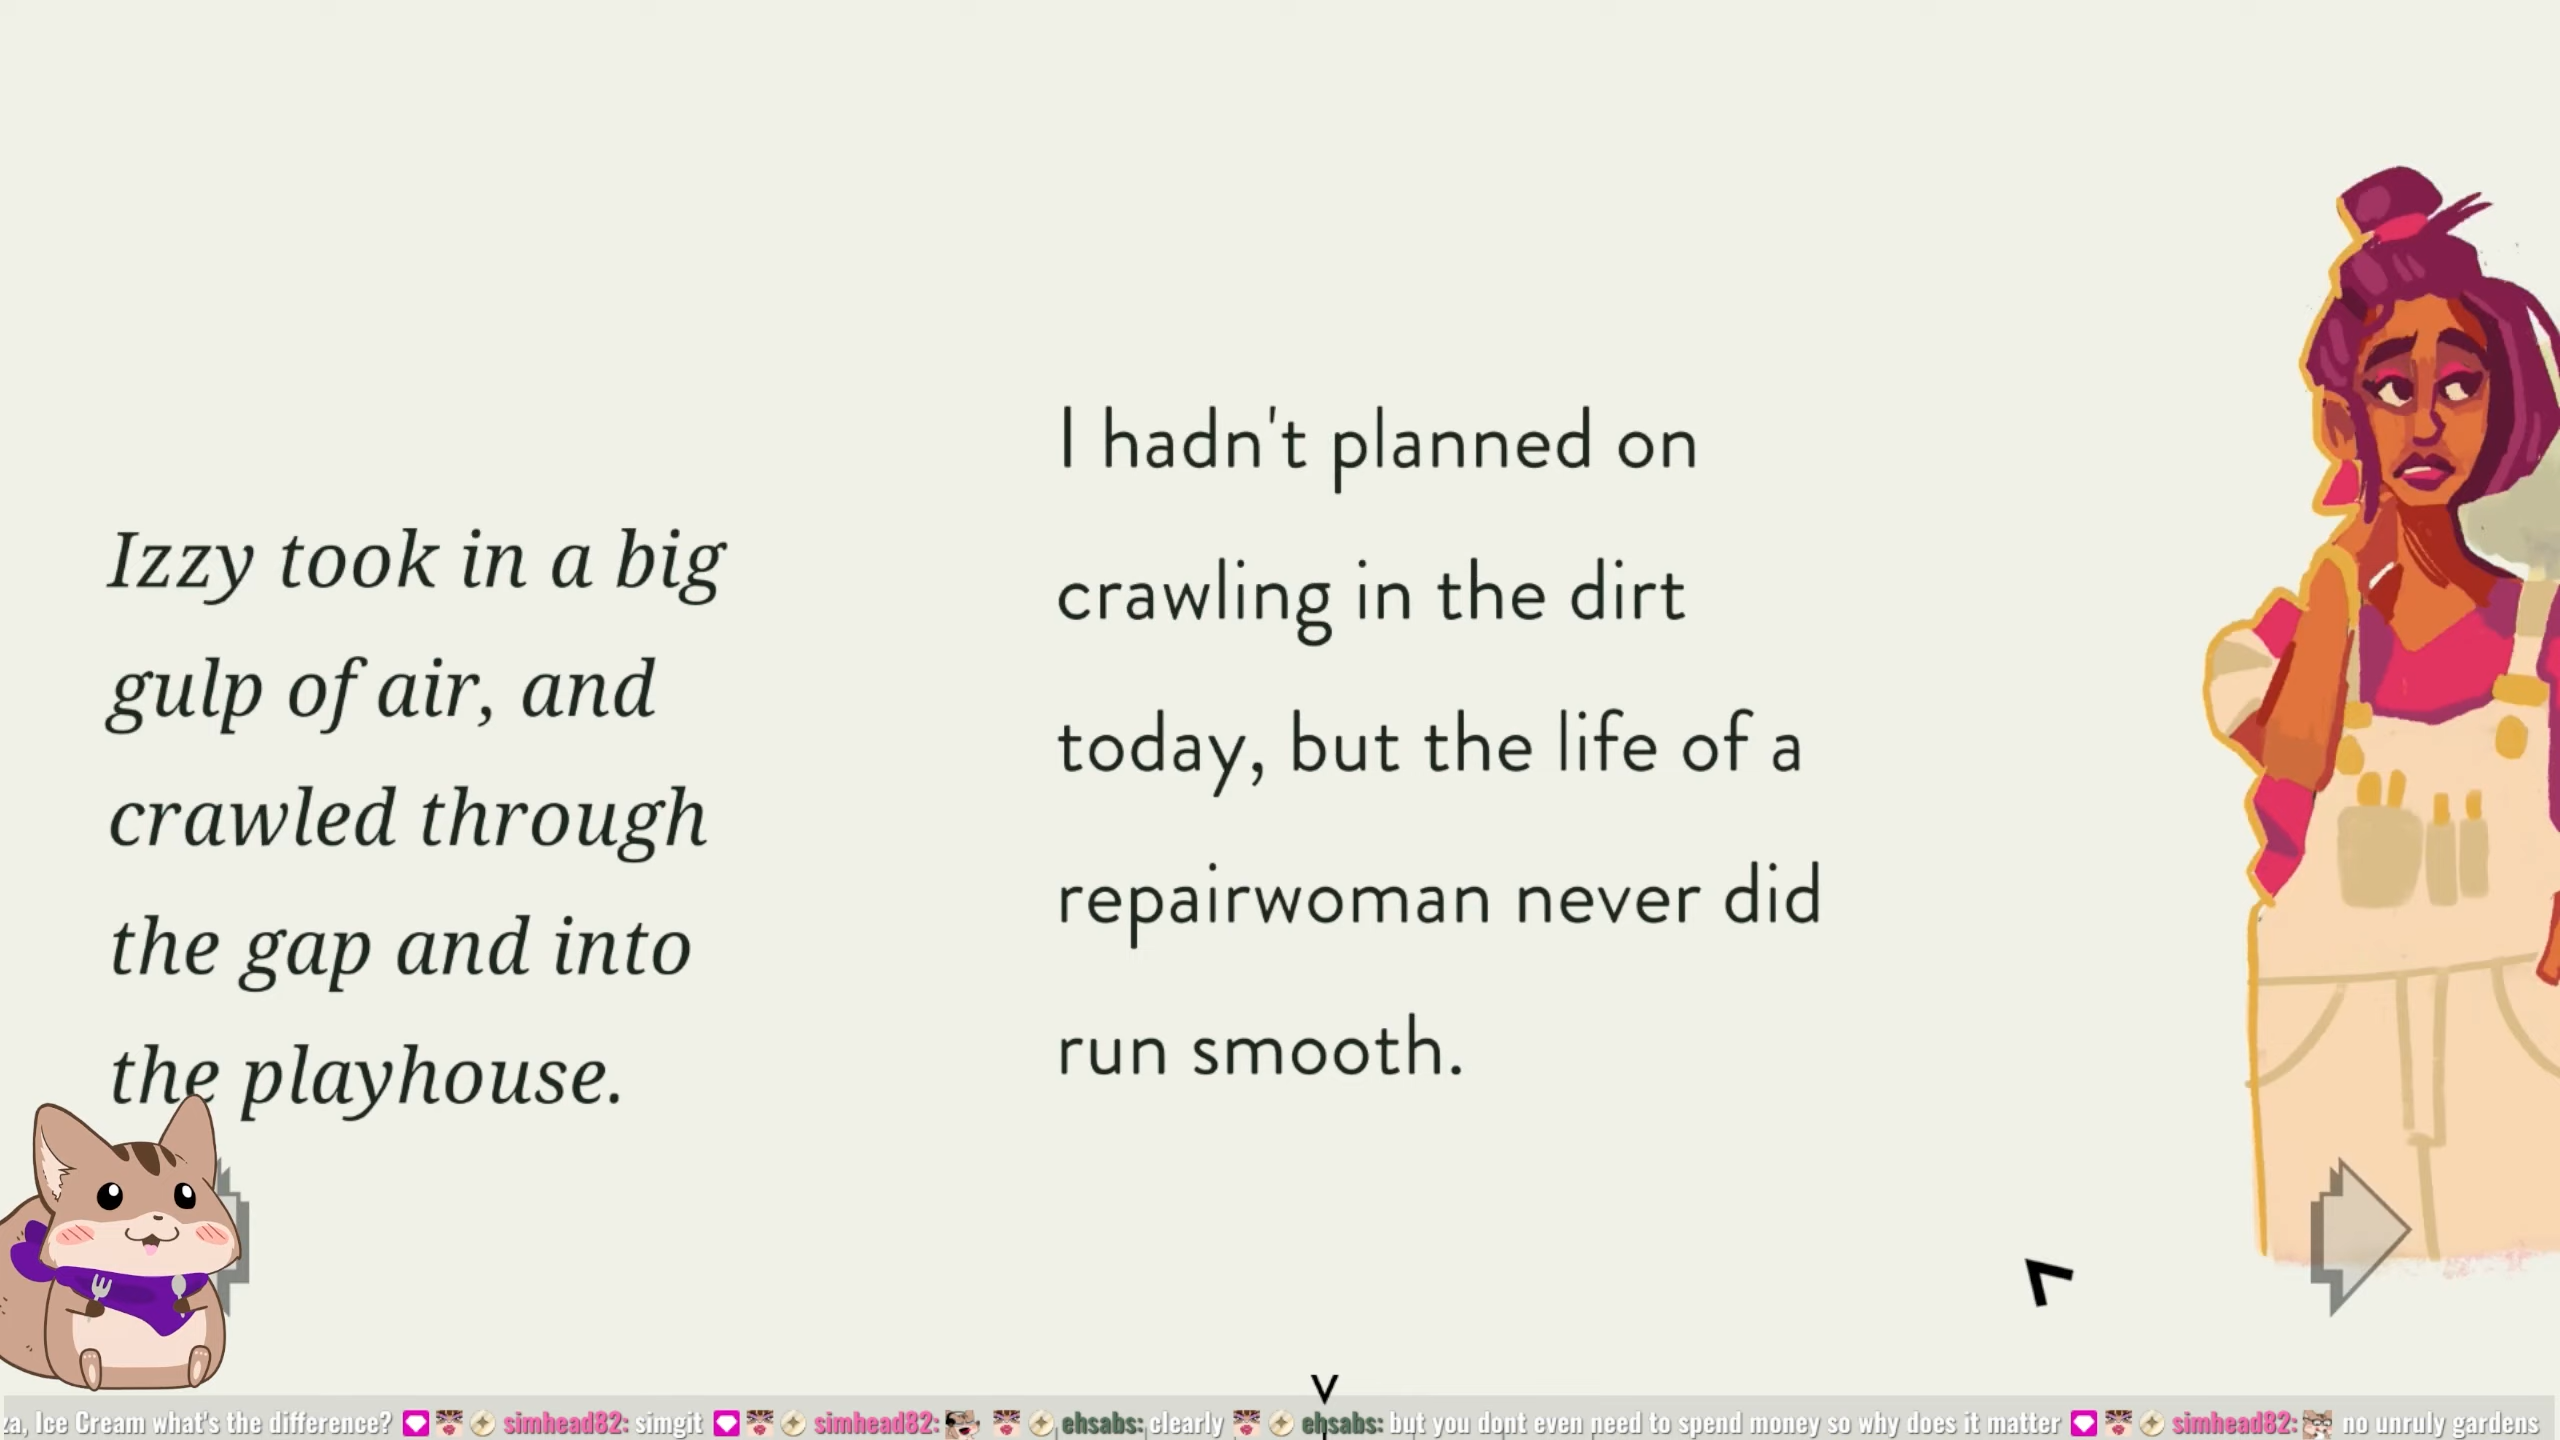 Izzy took in a big
gulp of air, and
crawled through
the gap and into
the playhouse.
I hadn't planned on
crawling in the dirt
today, but the life of a
repairwoman never did
run smooth.
za, Ice Cream what's the difference? simhead82: simgit simhead82: ehsabs: clearly ehsabs: but you dont even need to spend money so why does it matter simhead82: no unruly gardens